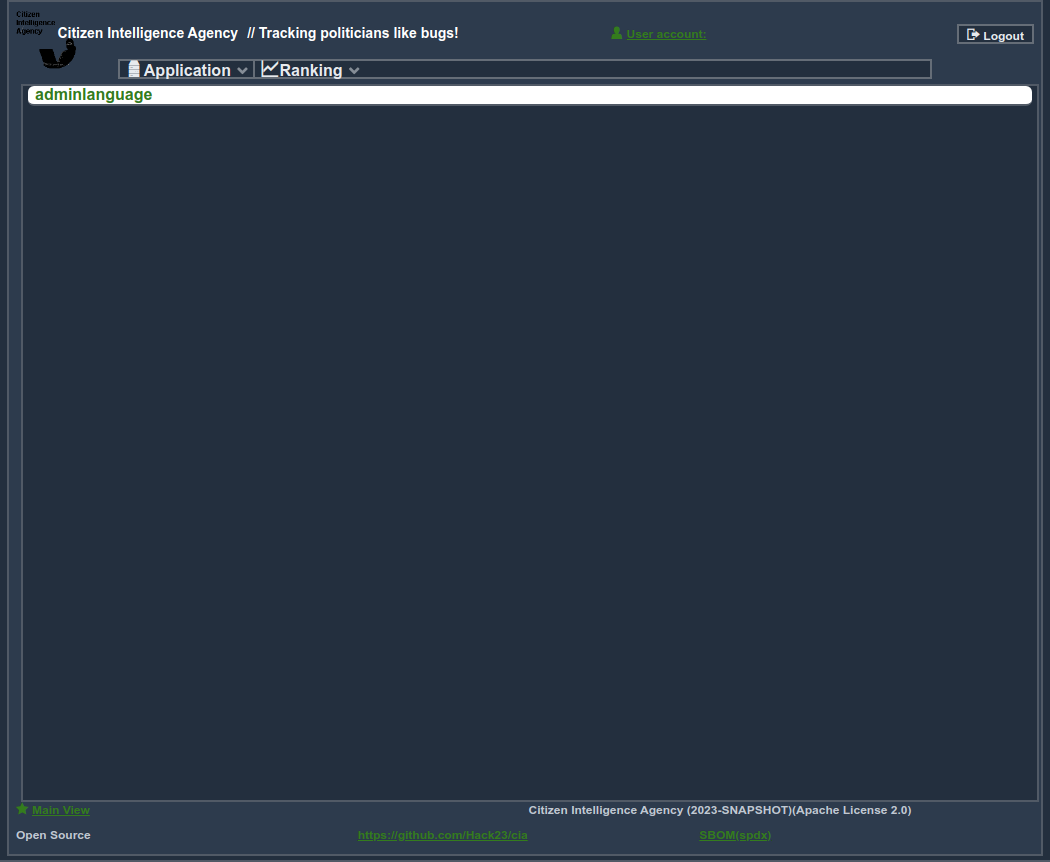 Citizen
Intelligence
Agency
Citizen Intelligence Agency // Tracking politicians like bugs!
User account:
Logout
Application
Ranking
adminlanguage
Main View
Citizen Intelligence Agency (2023-SNAPSHOT)(Apache License 2.0)
Open Source
https://github.com/Hack23/cia
SBOM(spdx)